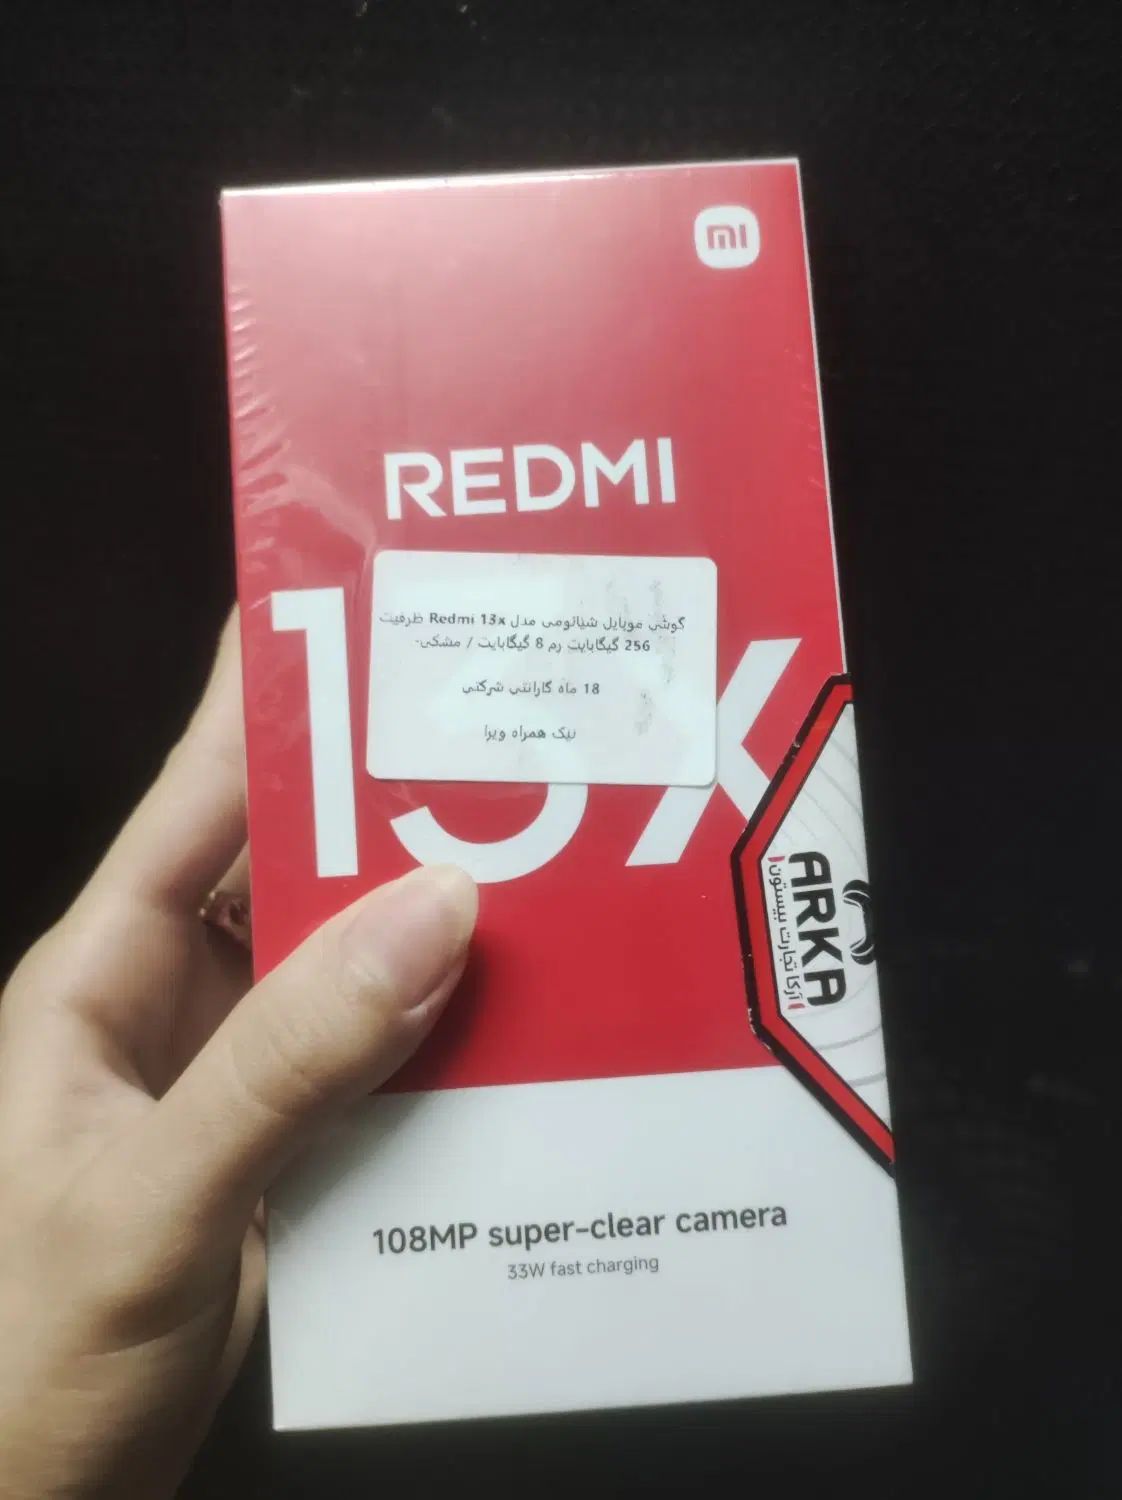 mi
REDMI
13x
گوشی موبایل شیائومی مدل Redmi 13x ظرفیت
256 گیگابایت رم 8 گیگابایت / مشکی-
18 ماه گارانتی شرکتی
نیک همراه ویرا
ARKA
آرکا تجارت بیستون
108MP super-clear camera
33W fast charging